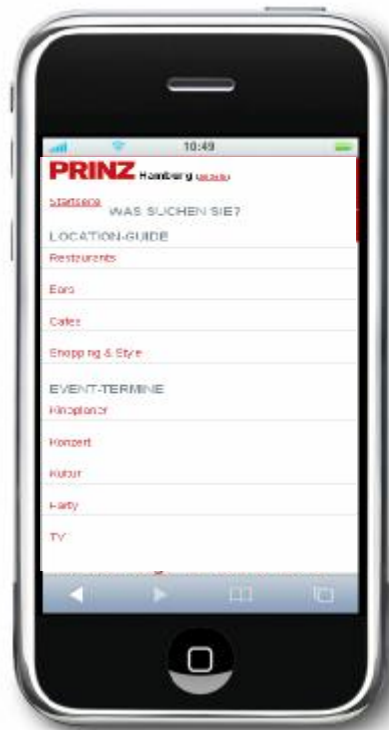 10:49
PRINZ Hamburg
Startseite
WAS SUCHEN SIE?
LOCATION-GUIDE
Restaurants
Bars
Cafes
Shopping & Style
EVENT-TERMINE
Kinoplaner
Konzert
Kultur
Party
TV